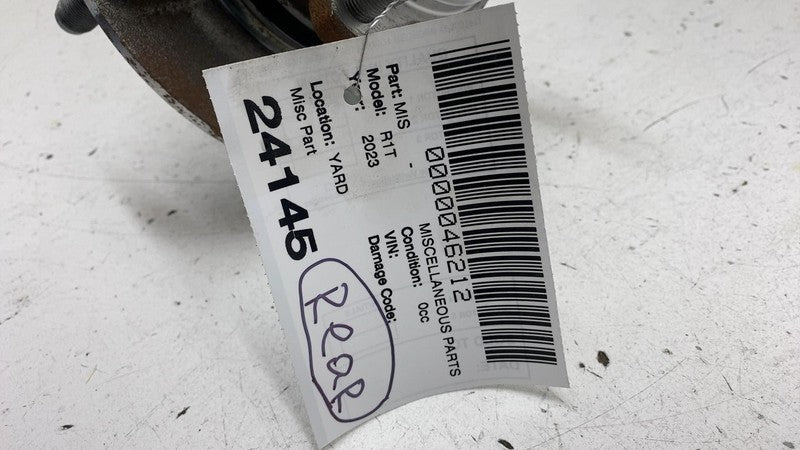 0000046212
Part: MIS - MISCELLANEOUS PARTS
Model: R1T Condition: 0cc
Year: 2023 VIN:
Damage Code:
Location: YARD
Misc Part
24145
Rear